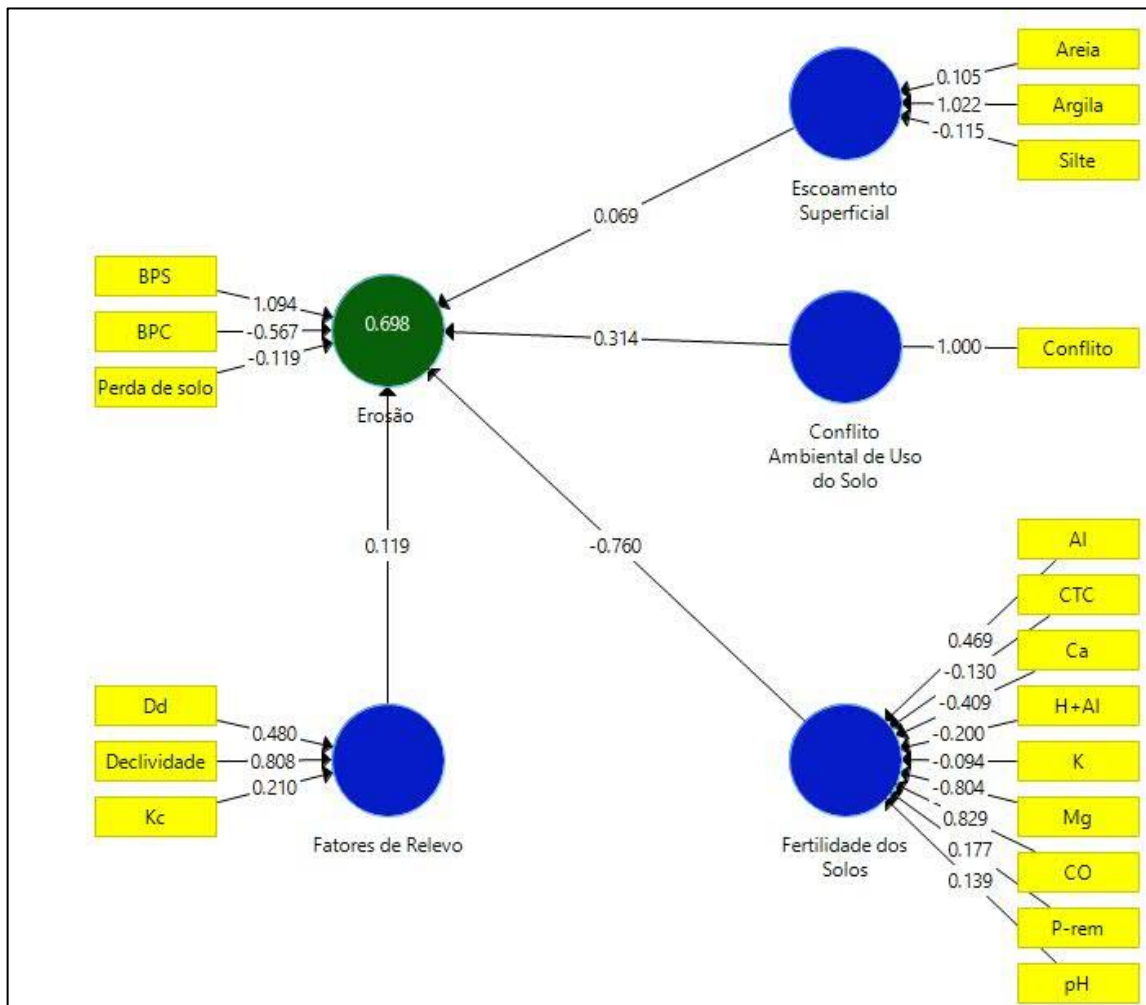 Areia
0.105
Argila
1.022
Silte
-0.115
Escoamento
Superficial
0.069
BPS
1.094
BPC
-0.567
Perda de solo
-0.119
0.698
Erosão
0.314
1.000
Conflito
Conflito
Ambiental de Uso
do Solo
0.119
-0.760
Dd
0.480
Declividade
0.808
Kc
0.210
Fatores de Relevo
Al
0.469
CTC
-0.130
Ca
-0.409
H+Al
-0.200
K
-0.094
Mg
-0.804
CO
0.829
P-rem
0.177
pH
0.139
Fertilidade dos
Solos